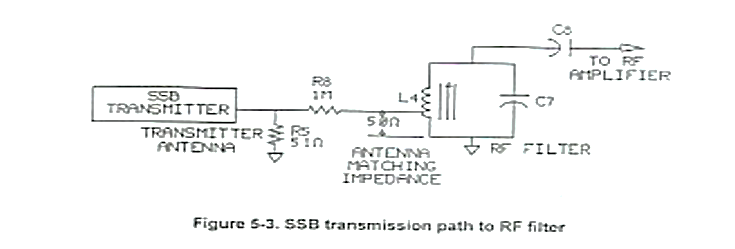 C8
TO RF
AMPLIFIER
R8
1M
SSB
TRANSMITTER
L4
C7
50Ω
TRANSMITTER
ANTENNA
R5
51Ω
RF FILTER
ANTENNA
MATCHING
IMPEDANCE
Figure 5-3. SSB transmission path to RF filter